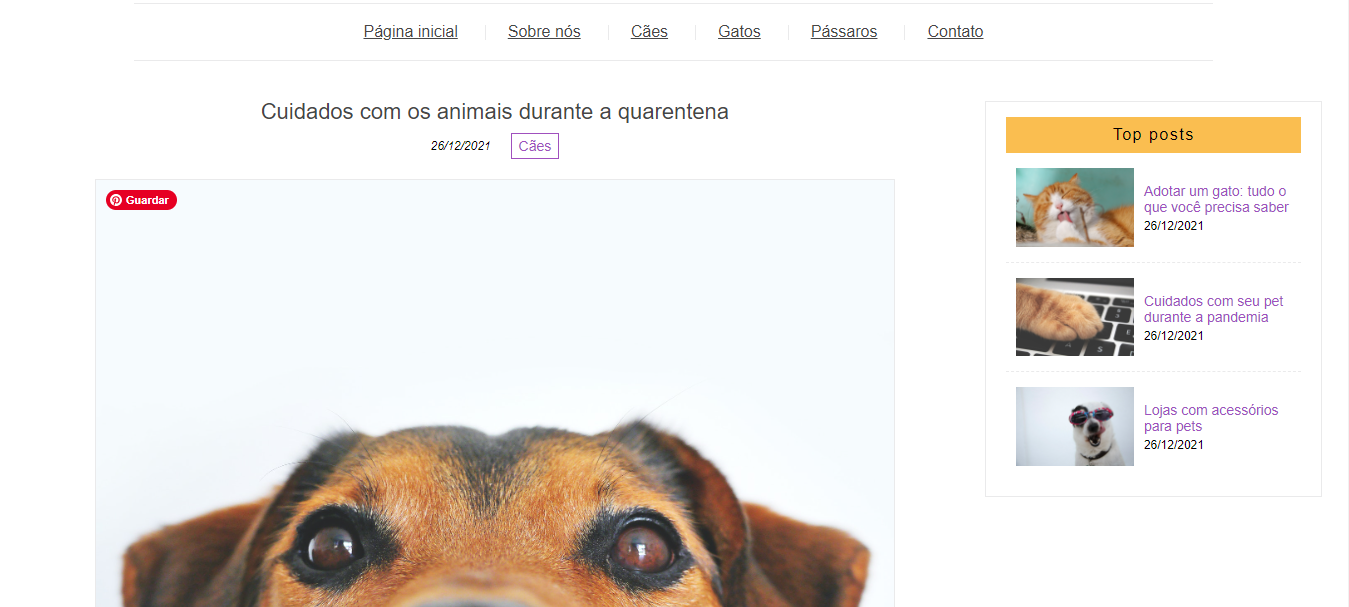 Página inicial Sobre nós Cães Gatos Pássaros Contato
Cuidados com os animais durante a quarentena
26/12/2021 Cães
Guardar
Top posts
Adotar um gato: tudo o
que você precisa saber
26/12/2021
Cuidados com seu pet
durante a pandemia
26/12/2021
Lojas com acessórios
para pets
26/12/2021